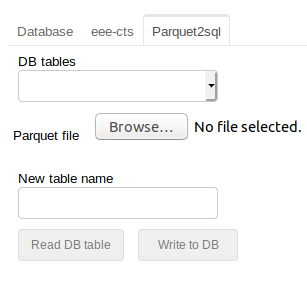 Database eee-cts Parquet2sql
DB tables
Parquet file Browse... No file selected.
New table name
Read DB table Write to DB